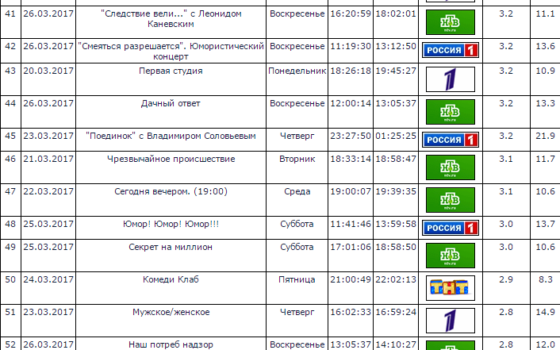 41 26.03.2017 "Следствие вели..." с Леонидом Каневским Воскресенье 16:20:59 18:02:01 НТВ 3.2 11.1
42 26.03.2017 "Смеяться разрешается". Юмористический концерт Воскресенье 11:19:30 13:12:50 РОССИЯ 1 3.2 13.6
43 20.03.2017 Первая студия Понедельник 18:26:18 19:45:27 1 3.2 10.9
44 26.03.2017 Дачный ответ Воскресенье 12:00:14 13:05:37 НТВ 3.2 13.3
45 23.03.2017 "Поединок" с Владимиром Соловьевым Четверг 23:27:50 01:25:25 РОССИЯ 1 3.2 21.9
46 21.03.2017 Чрезвычайное происшествие Вторник 18:33:14 18:58:47 НТВ 3.1 11.7
47 22.03.2017 Сегодня вечером. (19:00) Среда 19:00:07 19:39:35 НТВ 3.1 10.6
48 25.03.2017 Юмор! Юмор! Юмор!!! Суббота 11:41:46 13:59:58 РОССИЯ 1 3.0 13.7
49 25.03.2017 Секрет на миллион Суббота 17:01:06 18:58:50 НТВ 3.0 10.6
50 24.03.2017 Комеди Клаб Пятница 21:00:49 22:02:13 ТНТ 2.9 8.3
51 23.03.2017 Мужское/женское Четверг 16:02:33 16:59:24 1 2.8 14.9
52 26.03.2017 Наш потреб надзор Воскресенье 13:05:37 14:10:27 НТВ 2.8 12.0